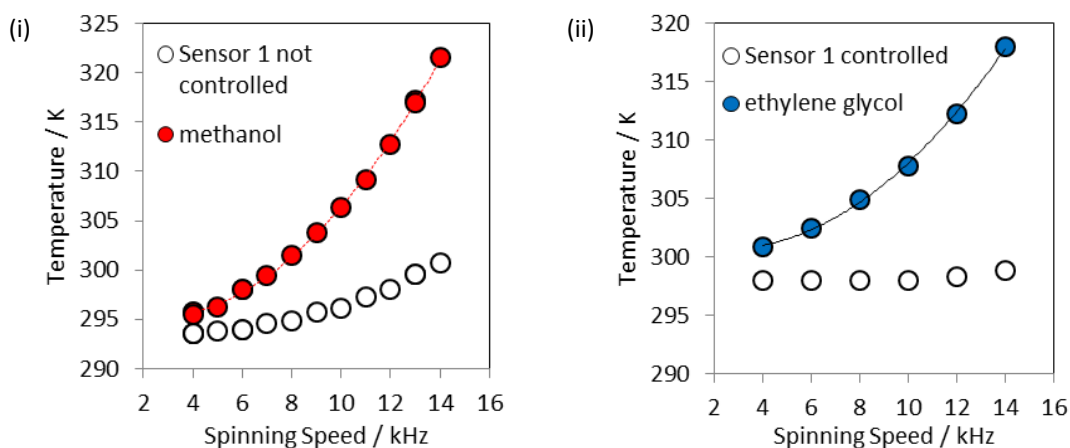 (i)
Temperature / K
325
320
315
310
305
300
295
290
Sensor 1 not
controlled
methanol
2 4 6 8 10 12 14 16
Spinning Speed / kHz
(ii)
Temperature / K
320
315
310
305
300
295
290
Sensor 1 controlled
ethylene glycol
2 4 6 8 10 12 14 16
Spinning Speed / kHz